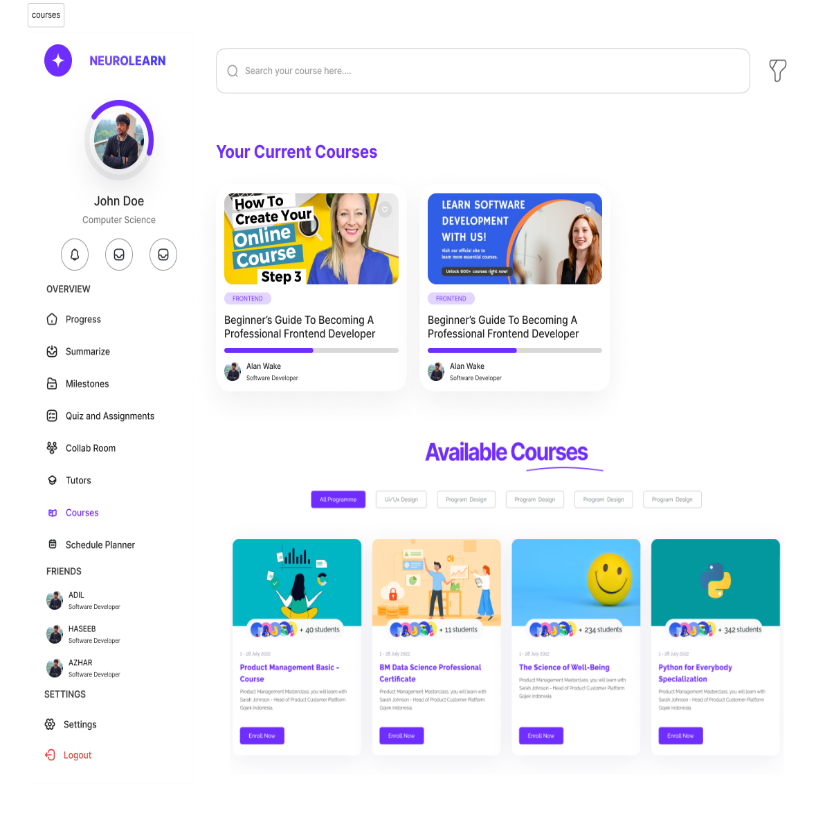 courses
NEUROLEARN
Search your course here....
John Doe
Computer Science
OVERVIEW
Progress
Summarize
Milestones
Quiz and Assignments
Collab Room
Tutors
Courses
Schedule Planner
FRIENDS
ADIL
Software Developer
HASEEB
Software Developer
AZHAR
Software Developer
SETTINGS
Settings
Logout
Your Current Courses
How To
Create Your
Online
Course
Step 3
FRONTEND
Beginner's Guide To Becoming A
Professional Frontend Developer
Alan Wake
Software Developer
LEARN SOFTWARE
DEVELOPMENT
WITH US!
Visit our official site to
learn more essential courses.
Unlock 900+ courses right now!
FRONTEND
Beginner's Guide To Becoming A
Professional Frontend Developer
Alan Wake
Software Developer
Available Courses
All Programme
UI/Ux Design
Program Design
Program Design
Program Design
Program Design
+ 40 students
1 - 28 July 2022
Product Management Basic -
Course
Product Management Masterclass, you will learn with
Sarah Johnson - Head of Product Customer Platform
Gojek Indonesia.
Enroll Now
+ 11 students
1 - 28 July 2022
BM Data Science Professional
Certificate
Product Management Masterclass, you will learn with
Sarah Johnson - Head of Product Customer Platform
Gojek Indonesia.
Enroll Now
+ 234 students
1 - 28 July 2022
The Science of Well-Being
Product Management Masterclass, you will learn with
Sarah Johnson - Head of Product Customer Platform
Gojek Indonesia.
Enroll Now
+ 342 students
1 - 28 July 2022
Python for Everybody
Specialization
Product Management Masterclass, you will learn with
Sarah Johnson - Head of Product Customer Platform
Gojek Indonesia.
Enroll Now